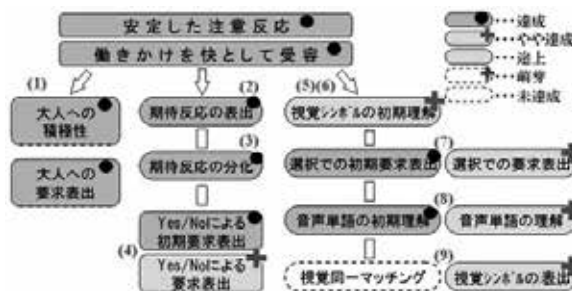 安定した注意反応
働きかけを快として受容
…達成
…やや達成
…途上
…萌芽
…未達成
(1)
大人への
積極性
大人への
要求表出
(2)
期待反応の表出
(3)
期待反応の分化
Yes/Noによる
初期要求表出
(4)
Yes/Noによる
要求表出
(5)(6)
視覚シンボルの初期理解
(7)
選択での初期要求表出
選択での要求表出
(8)
音声単語の初期理解
音声単語の理解
(9)
視覚同一マッチング
視覚シンボルの表出